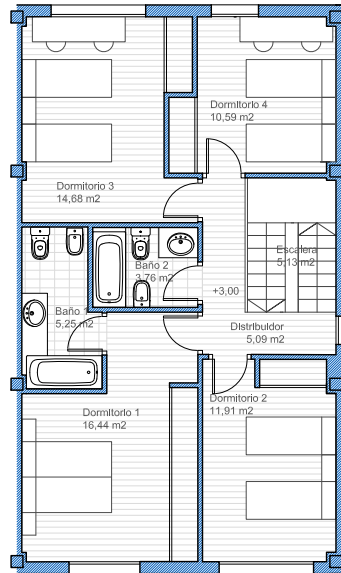 Dormitorio 4
10,59 m2
Dormitorio 3
14,68 m2
Escalera
5,13 m2
Baño 2
3,76 m2
+3,00
Baño 1
5,25 m2
Distribuidor
5,09 m2
Dormitorio 1
16,44 m2
Dormitorio 2
11,91 m2